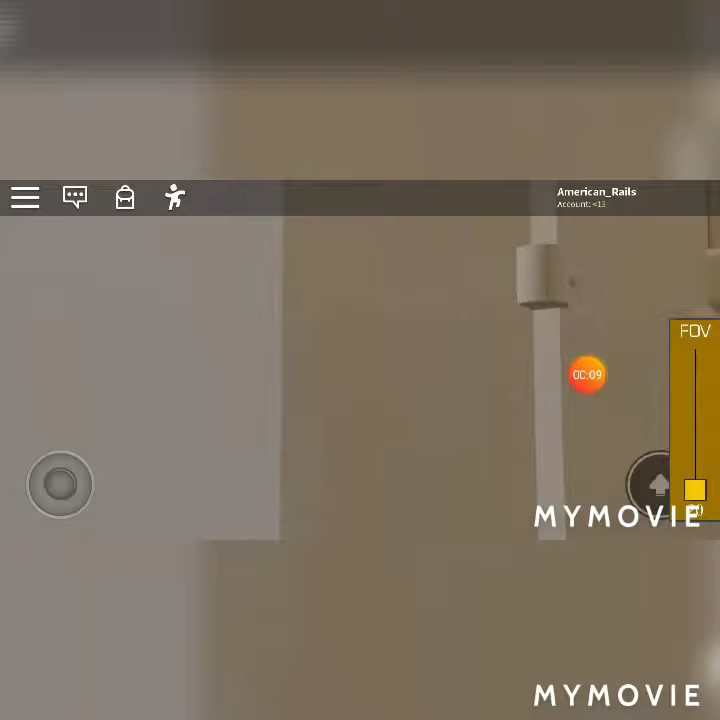 American_Rails
Account: <13
FOV
00:09
MYMOVIE
MYMOVIE